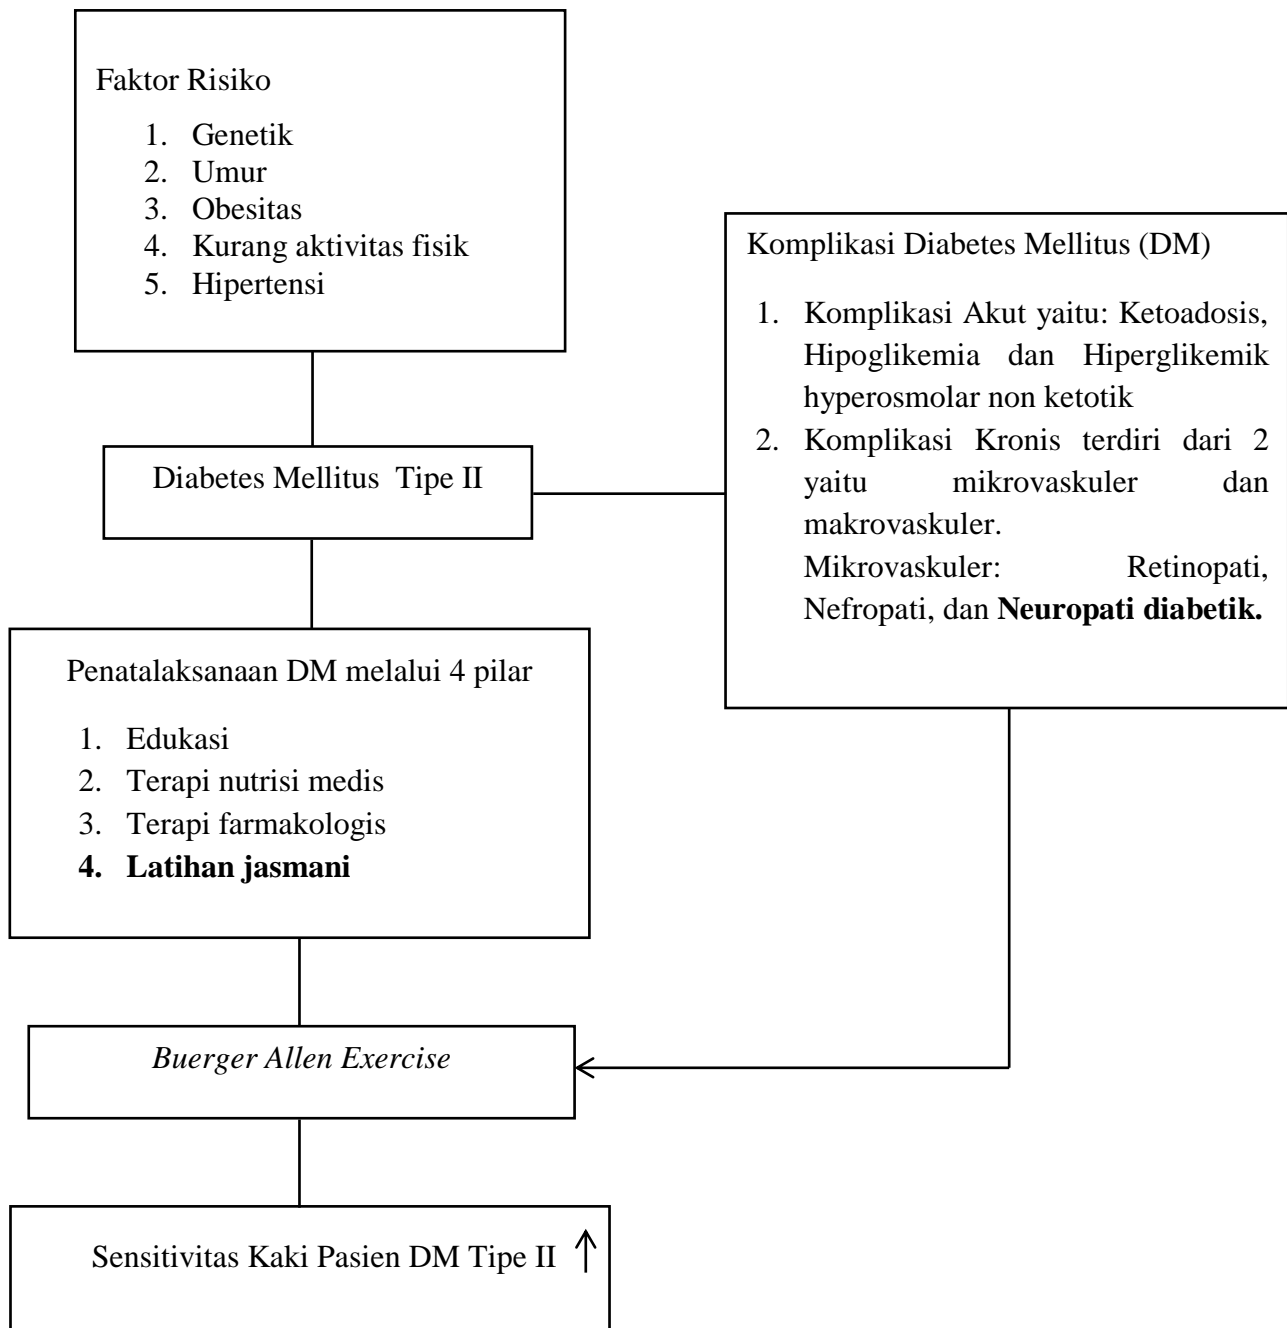 Faktor Risiko
1. Genetik
2. Umur
3. Obesitas
4. Kurang aktivitas fisik
5. Hipertensi
Komplikasi Diabetes Mellitus (DM)
1. Komplikasi Akut yaitu: Ketoadosis,
Hipoglikemia dan Hiperglikemik
hyperosmolar non ketotik
2. Komplikasi Kronis terdiri dari 2
yaitu mikrovaskuler dan
makrovaskuler.
Mikrovaskuler: Retinopati,
Nefropati, dan Neuropati diabetik.
Diabetes Mellitus Tipe II
Penatalaksanaan DM melalui 4 pilar
1. Edukasi
2. Terapi nutrisi medis
3. Terapi farmakologis
4. Latihan jasmani
Buerger Allen Exercise
Sensitivitas Kaki Pasien DM Tipe II